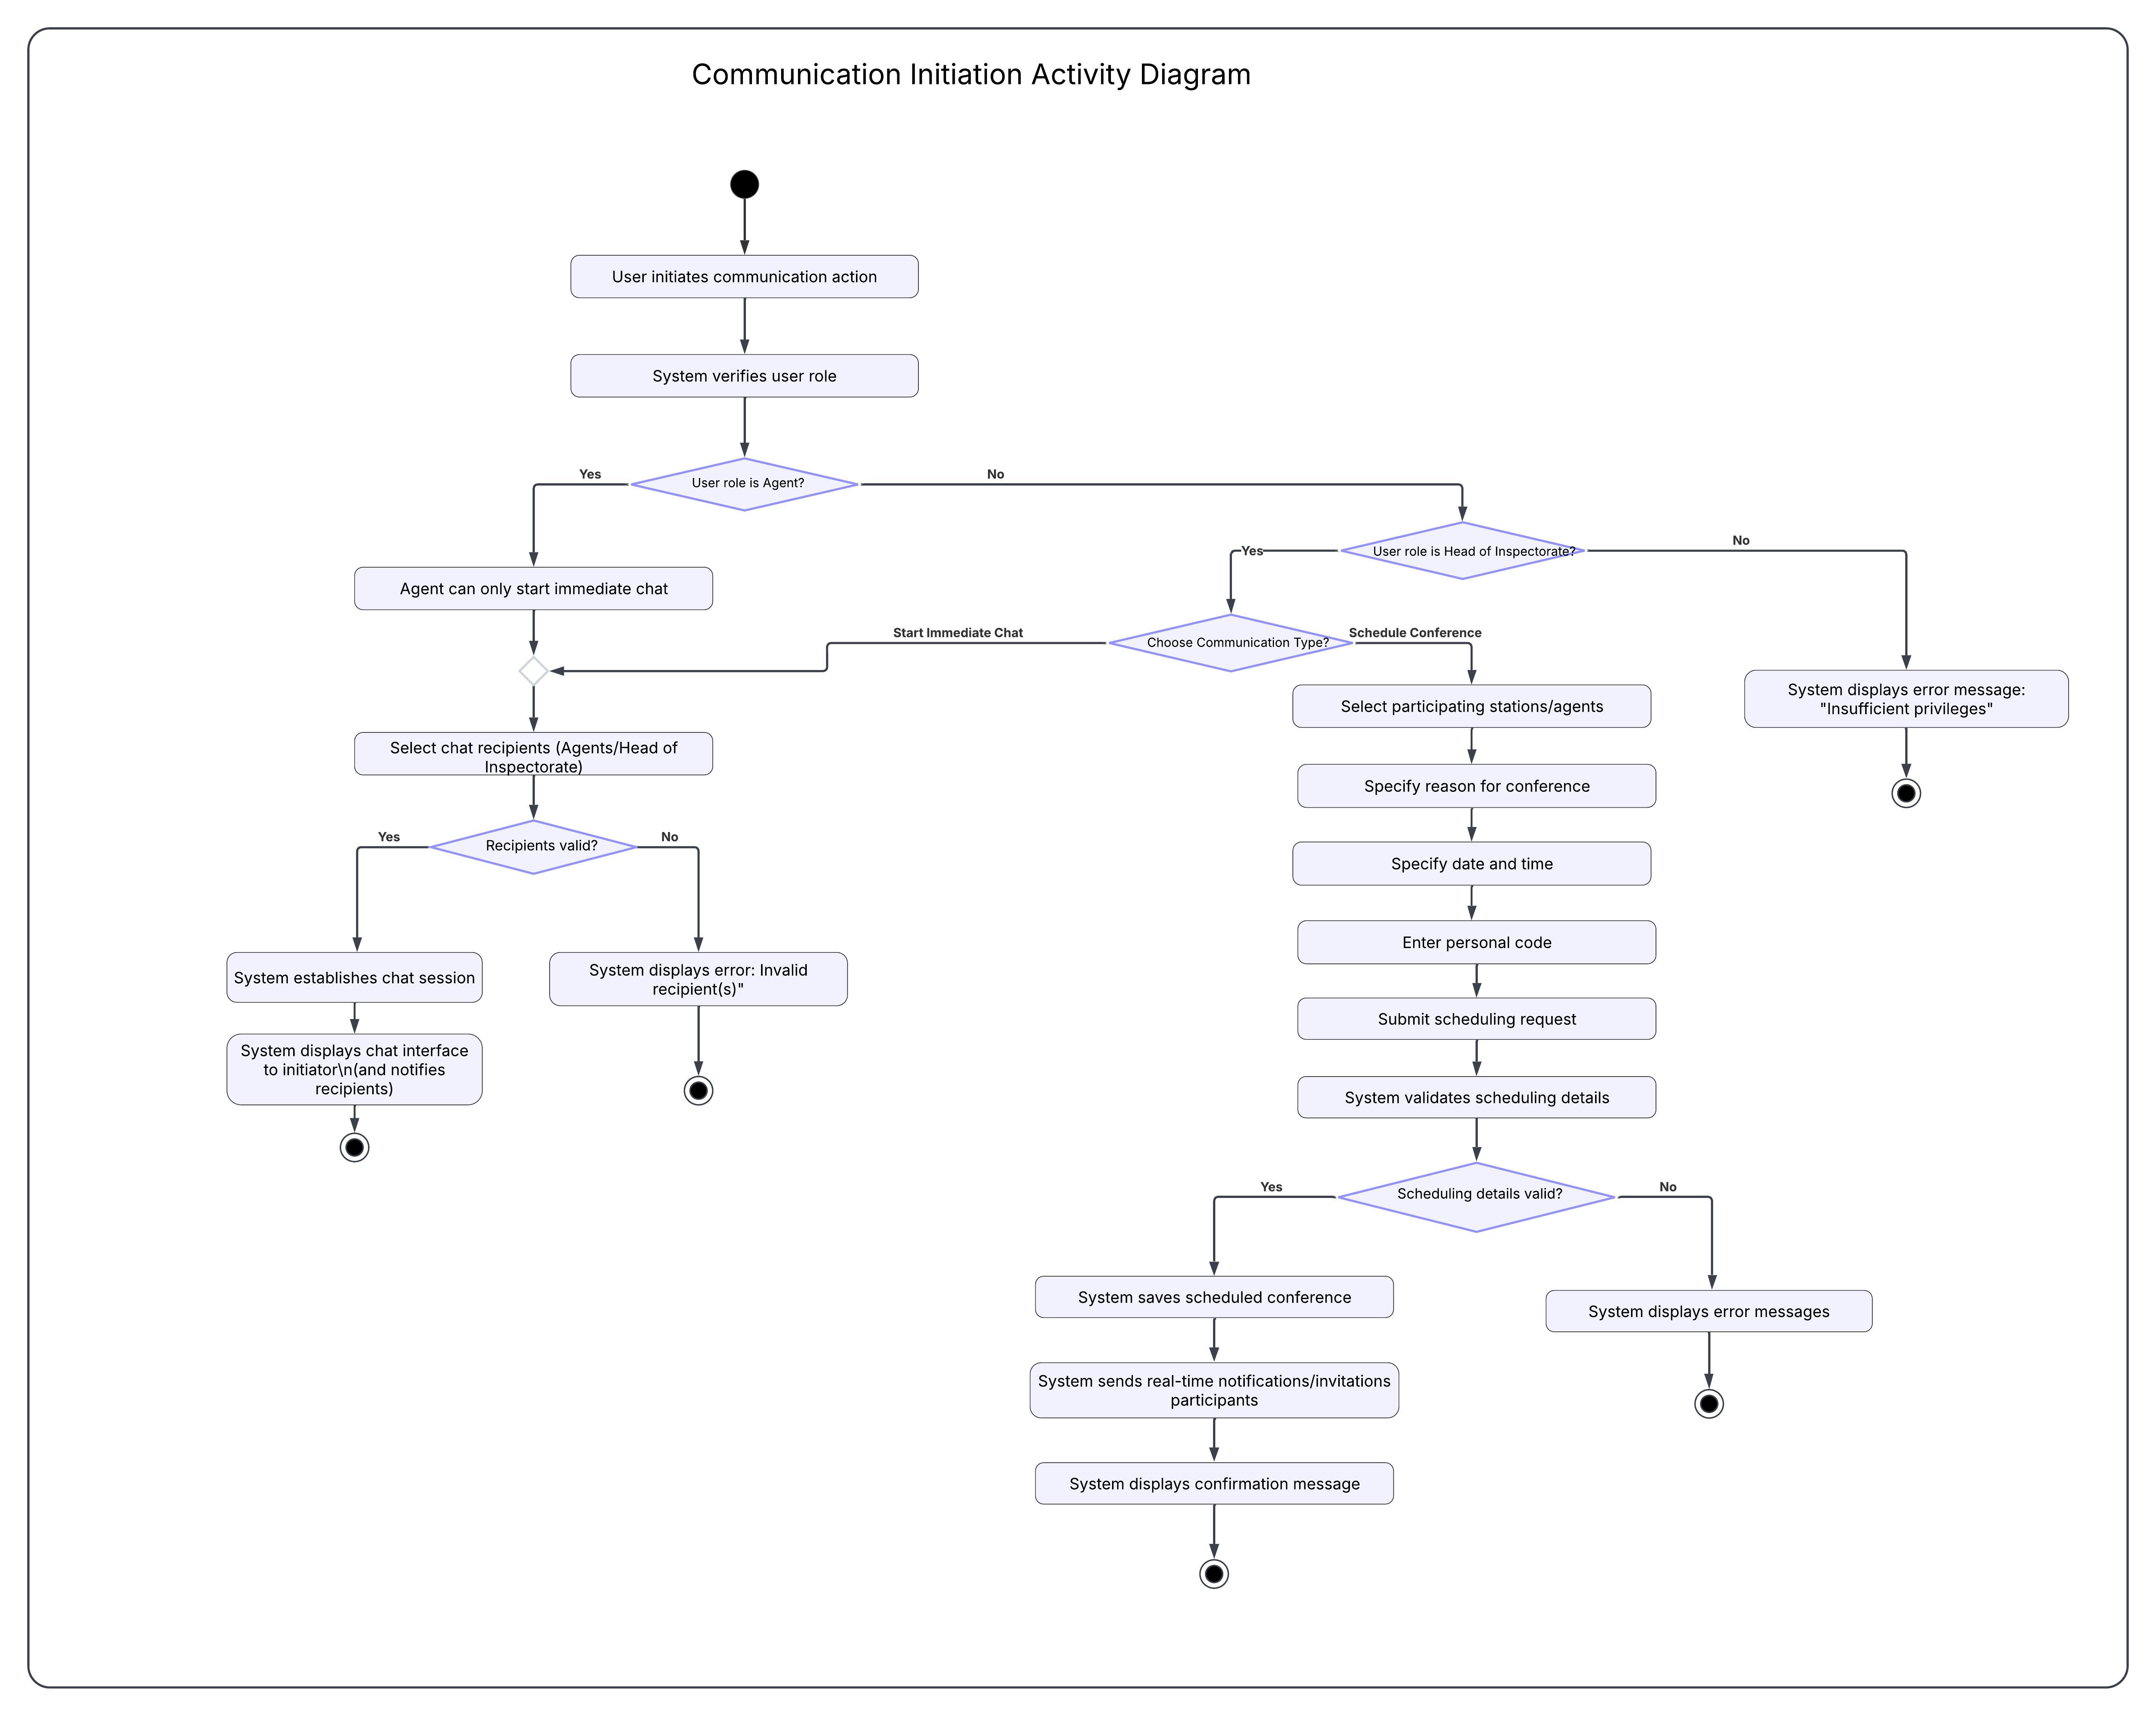 Communication Initiation Activity Diagram
User initiates communication action
System verifies user role
User role is Agent?
Yes
No
User role is Head of Inspectorate?
Yes
No
Agent can only start immediate chat
Choose Communication Type?
Start Immediate Chat
Schedule Conference
Select participating stations/agents
System displays error message:
"Insufficient privileges"
Select chat recipients (Agents/Head of
Inspectorate)
Specify reason for conference
Recipients valid?
Yes
No
Specify date and time
Enter personal code
System establishes chat session
System displays error: Invalid
recipient(s)"
Submit scheduling request
System displays chat interface
to initiator\n(and notifies
recipients)
System validates scheduling details
Scheduling details valid?
Yes
No
System saves scheduled conference
System displays error messages
System sends real-time notifications/invitations
participants
System displays confirmation message